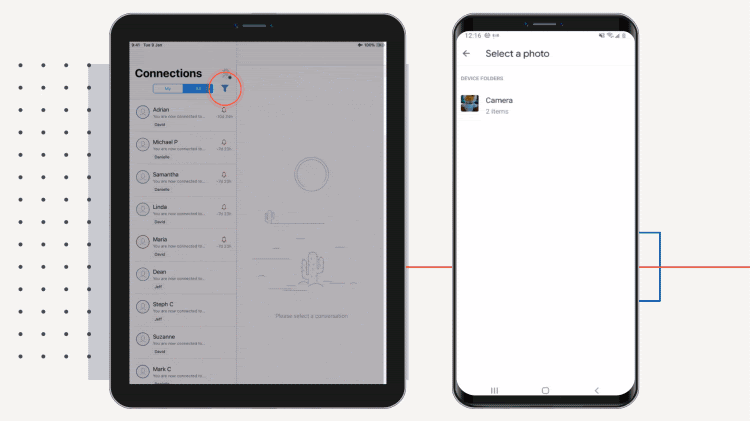 9:41 Tue 9 Jan
100%
Connections
All
Adrian
You are now connected to...
David
Michael P
You are now connected to...
Danielle
Samantha
You are now connected to...
Danielle
Linda
You are now connected to...
David
Maria
You are now connected to...
David
Dean
You are now connected to...
Jeff
Steph C
You are now connected to...
Jeff
Suzanne
You are now connected to...
David
Mark C
You are now connected to...
Please select a conversation
12:16
Select a photo
DEVICE FOLDERS
Camera
2 items